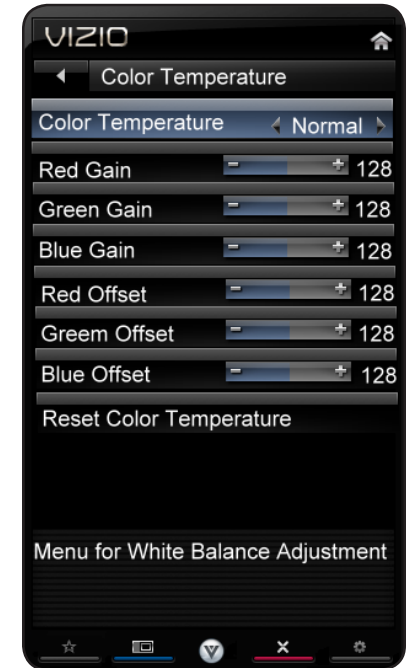 VIZIO
Color Temperature
Color Temperature Normal
Red Gain - + 128
Green Gain - + 128
Blue Gain - + 128
Red Offset - + 128
Greem Offset - + 128
Blue Offset - + 128
Reset Color Temperature
Menu for White Balance Adjustment
V